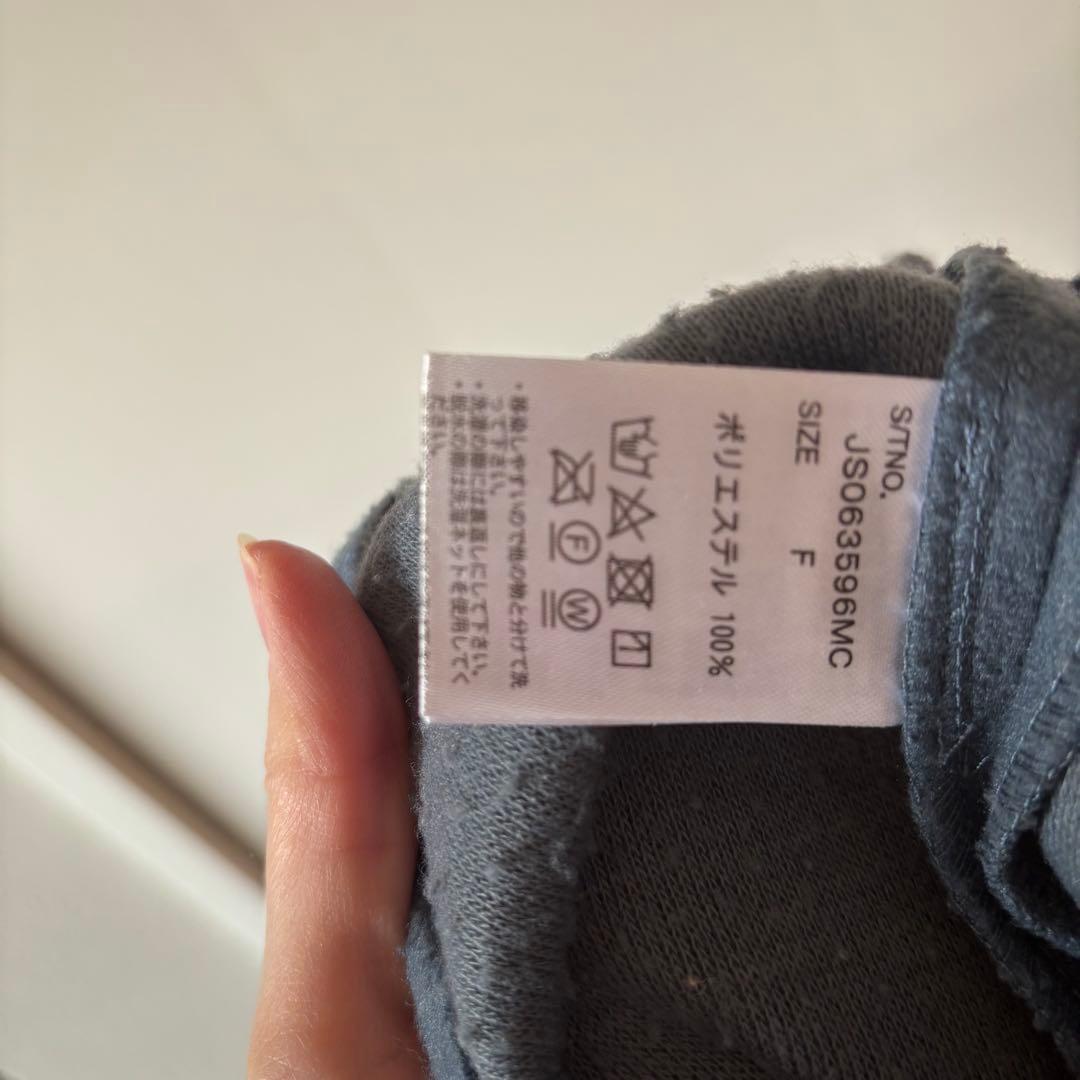 S/TNO.
JS063596MC
SIZE F
ポリエステル 100%
F W
・移染しやすいので他の物と分けて洗
って下さい。
・洗濯の際には裏返しにして下さい。
・脱水の際は洗濯ネットを使用してく
ださい。